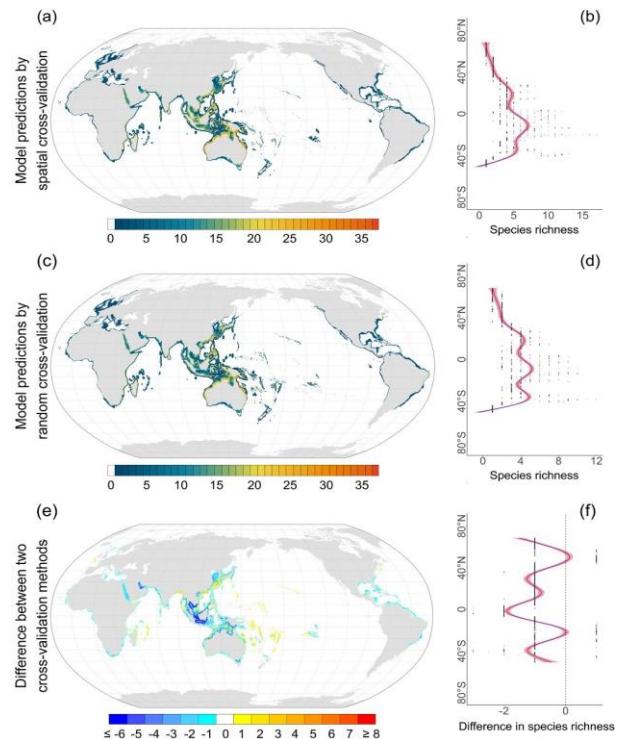 (a)
(b)
Model predictions by
spatial cross-validation
0 5 10 15 20 25 30 35
80°N
40°N
0
40°S
80°S
0 5 10 15
Species richness
(c)
(d)
Model predictions by
random cross-validation
0 5 10 15 20 25 30 35
80°N
40°N
0
40°S
80°S
0 4 8 12
Species richness
(e)
(f)
Difference between two
cross-validation methods
≤ -6 -5 -4 -3 -2 -1 0 1 2 3 4 5 6 7 ≥ 8
80°N
40°N
0
40°S
80°S
-2 0
Difference in species richness